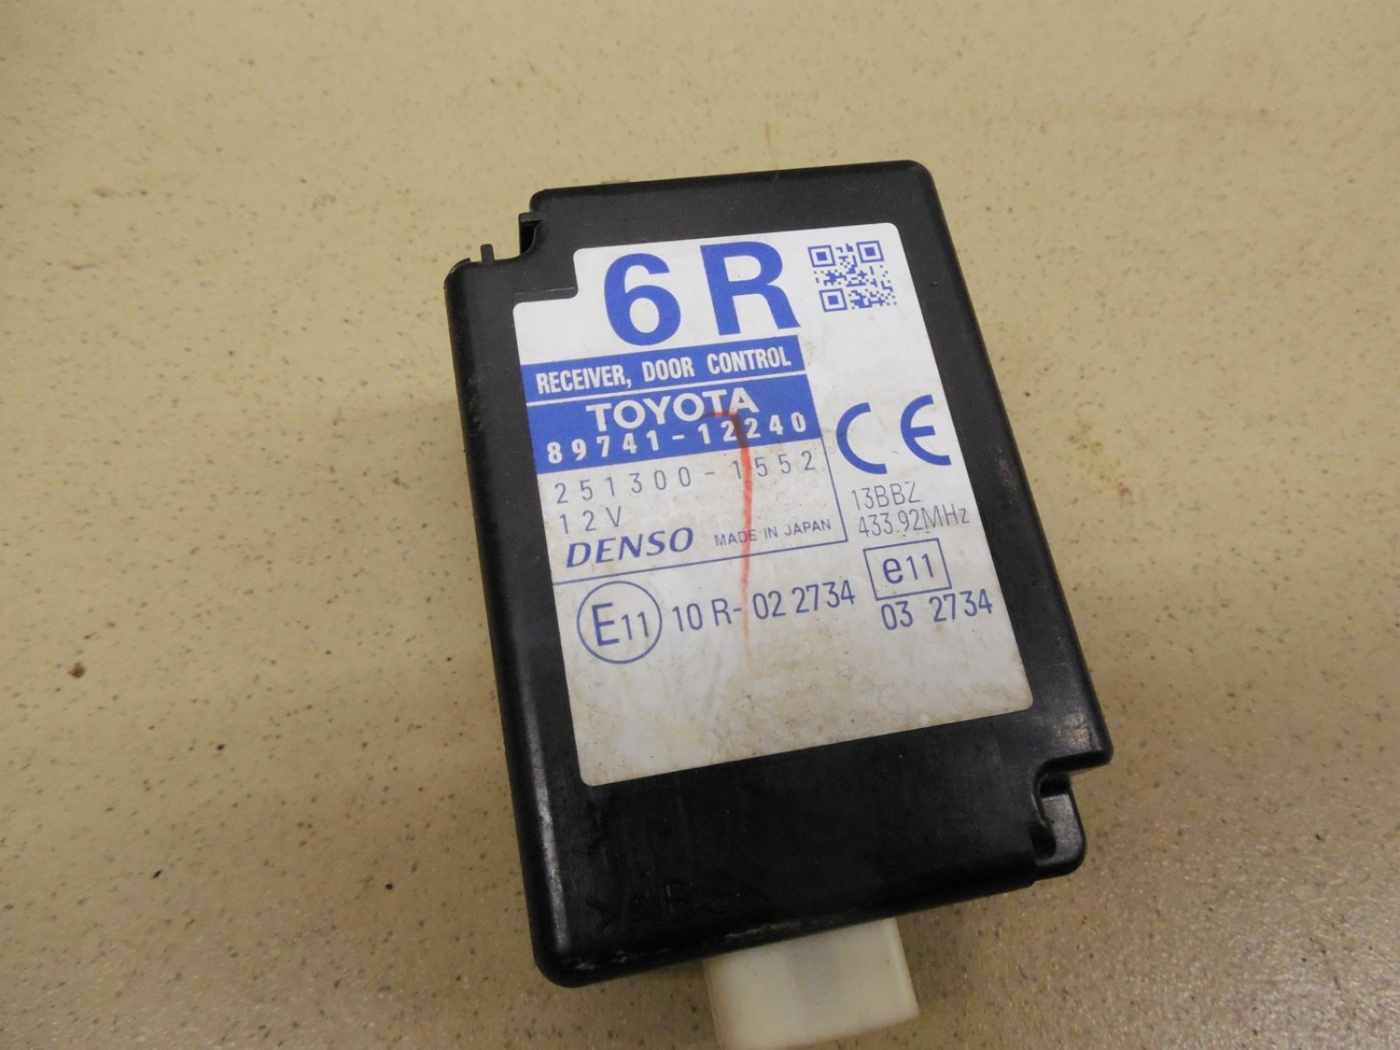 6R
RECEIVER, DOOR CONTROL
TOYOTA
89741-12240
251300-1552
12V
DENSO MADE IN JAPAN
CE
13BBZ
433.92MHz
E11 10 R- 02 2734
e11
03 2734